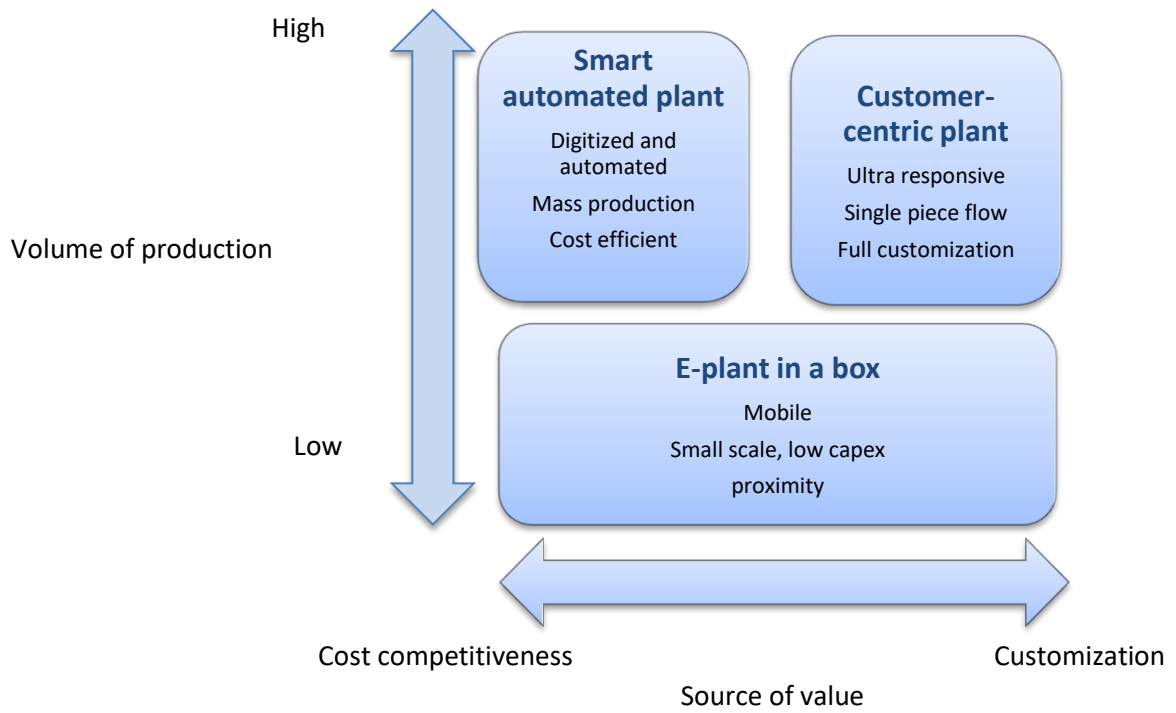 High
Smart
automated plant
Digitized and
automated
Mass production
Cost efficient
Customer-
centric plant
Ultra responsive
Single piece flow
Full customization
Volume of production
E-plant in a box
Mobile
Small scale, low capex
proximity
Low
Cost competitiveness
Customization
Source of value